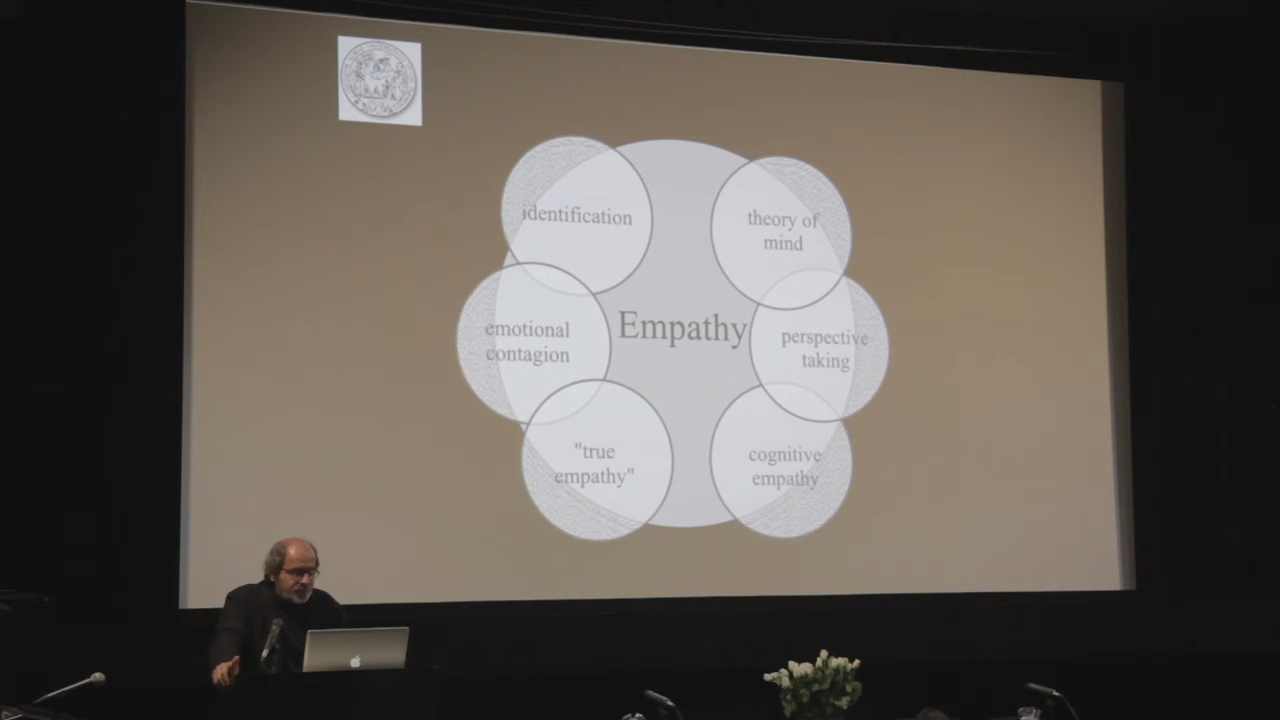 identification
theory of
mind
emotional
contagion
Empathy
perspective
taking
"true
empathy"
cognitive
empathy